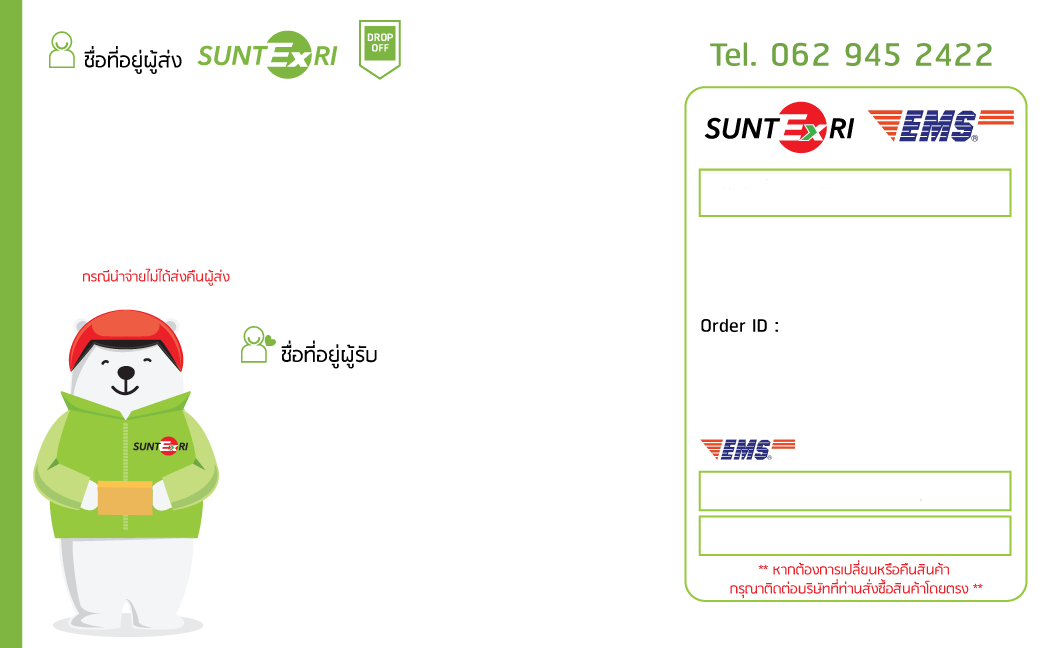 ชื่อที่อยู่ผู้ส่ง
SUNTExRI
DROP
OFF
Tel. 062 945 2422
SUNTExRI
EMS®
กรณีนำจ่ายไม่ได้ส่งคืนผู้ส่ง
Order ID :
ชื่อที่อยู่ผู้รับ
SUNTExRI
EMS®
** หากต้องการเปลี่ยนหรือคืนสินค้า
กรุณาติดต่อบริษัทที่ท่านสั่งซื้อสินค้าโดยตรง **